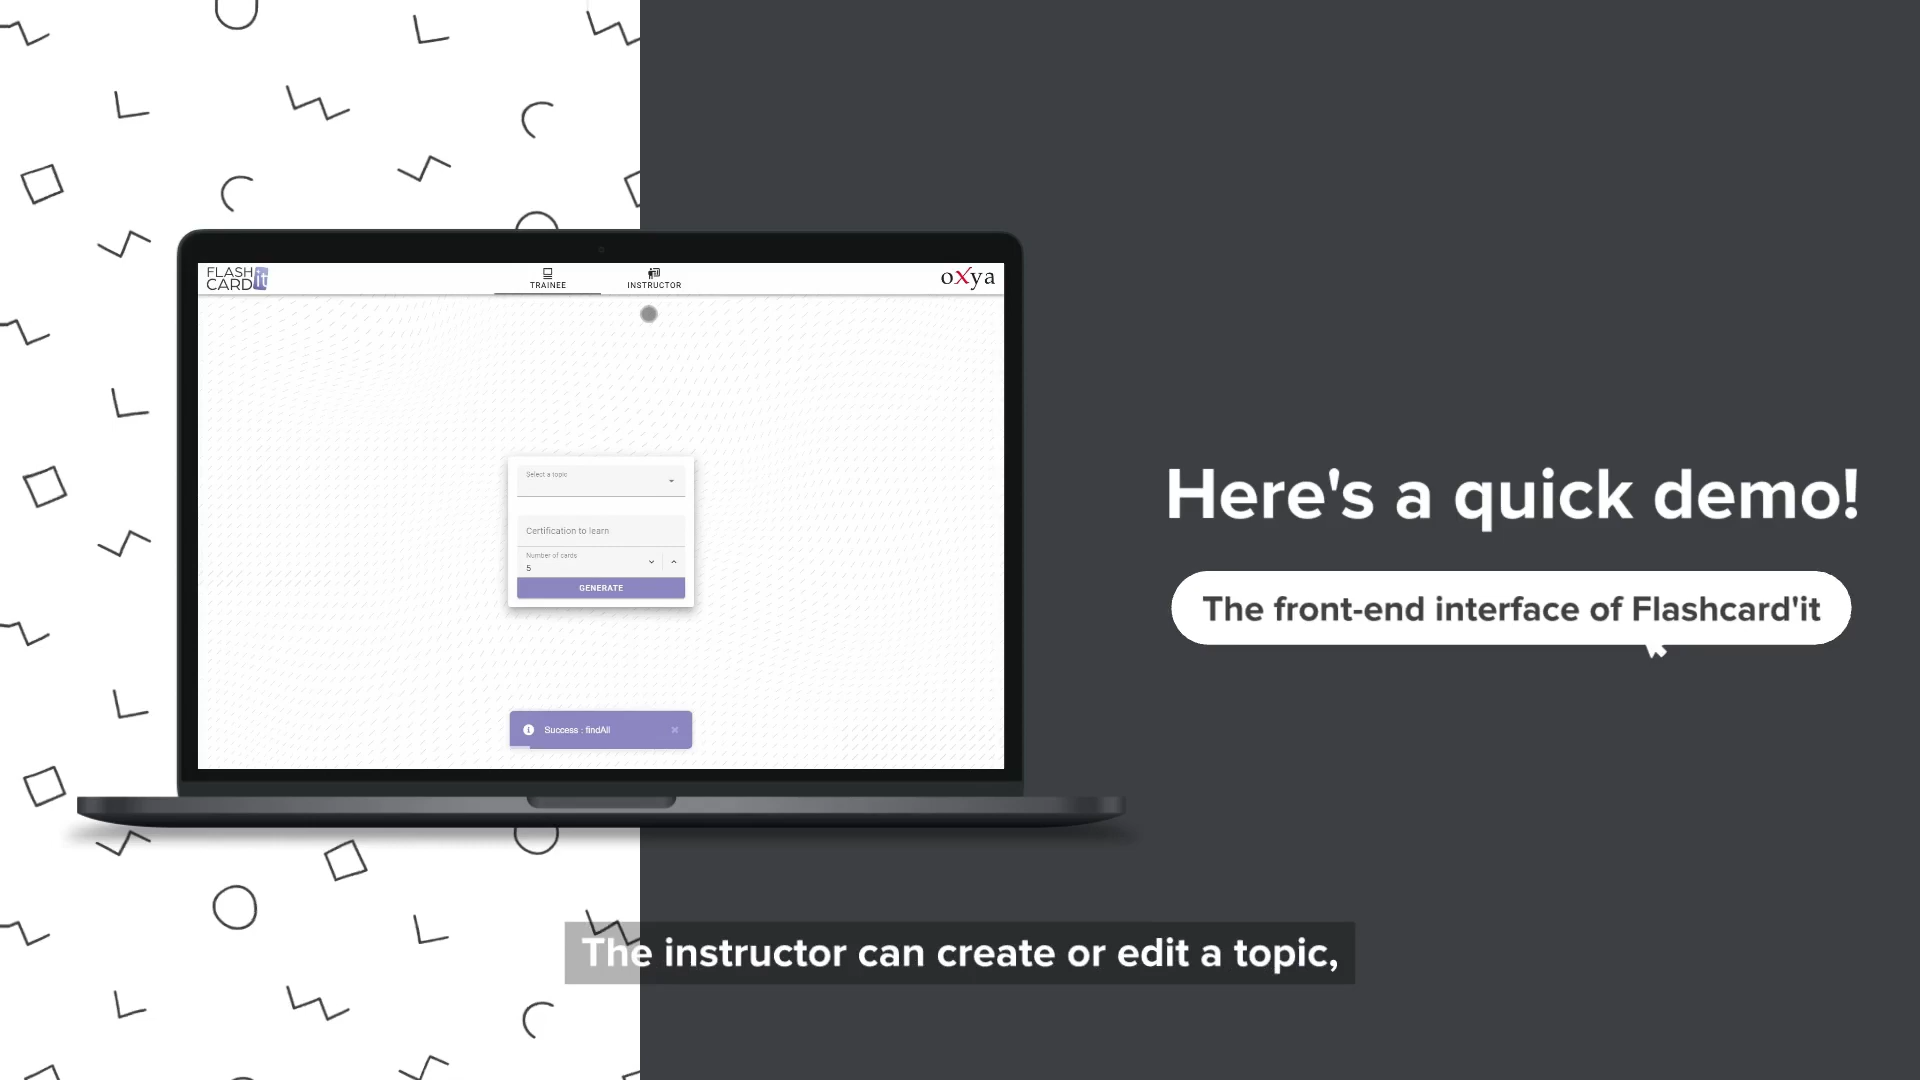 FLASH
CARD it
TRAINEE
INSTRUCTOR
oXya
Select a topic
Certification to learn
Number of cards
5
GENERATE
Success : findAll
Here's a quick demo!
The front-end interface of Flashcard'it
The instructor can create or edit a topic,